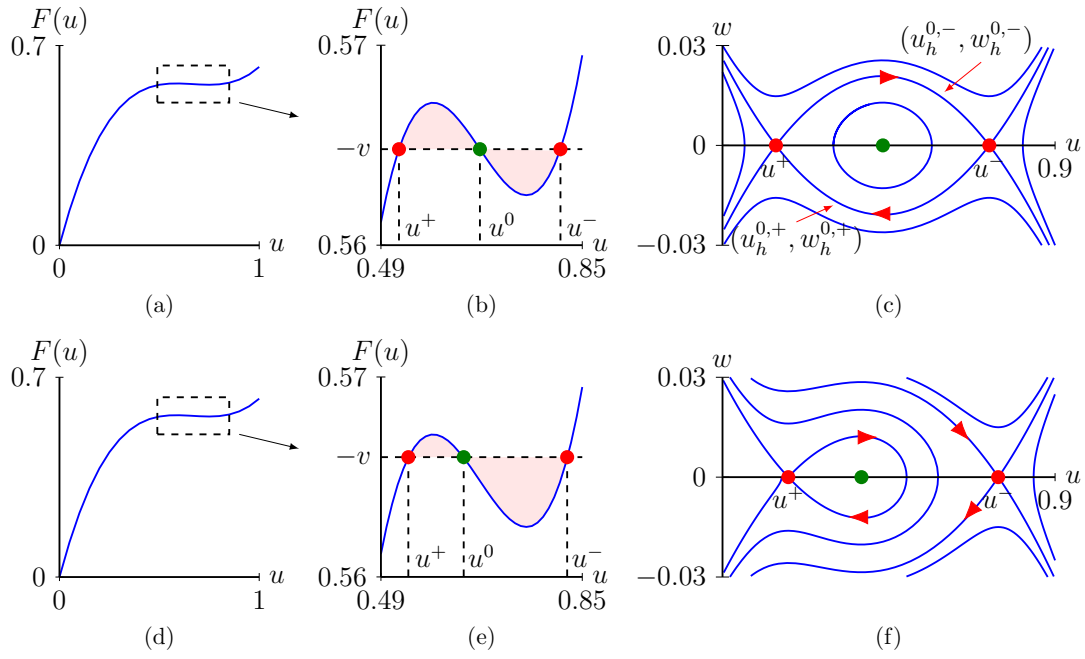 F(u)
0.7
0
0
1
u
(a)
F(u)
0.57
−v
0.56
0.49
0.85
u⁺
u⁰
u⁻
u
(b)
w
0.03
0
−0.03
(u_h^{0,−}, w_h^{0,−})
u⁺
u⁻
u
0.9
(u_h^{0,+}, w_h^{0,+})
(c)
F(u)
0.7
0
0
1
u
(d)
F(u)
0.57
−v
0.56
0.49
0.85
u⁺
u⁰
u⁻
u
(e)
w
0.03
0
−0.03
u⁺
u⁻
u
0.9
(f)